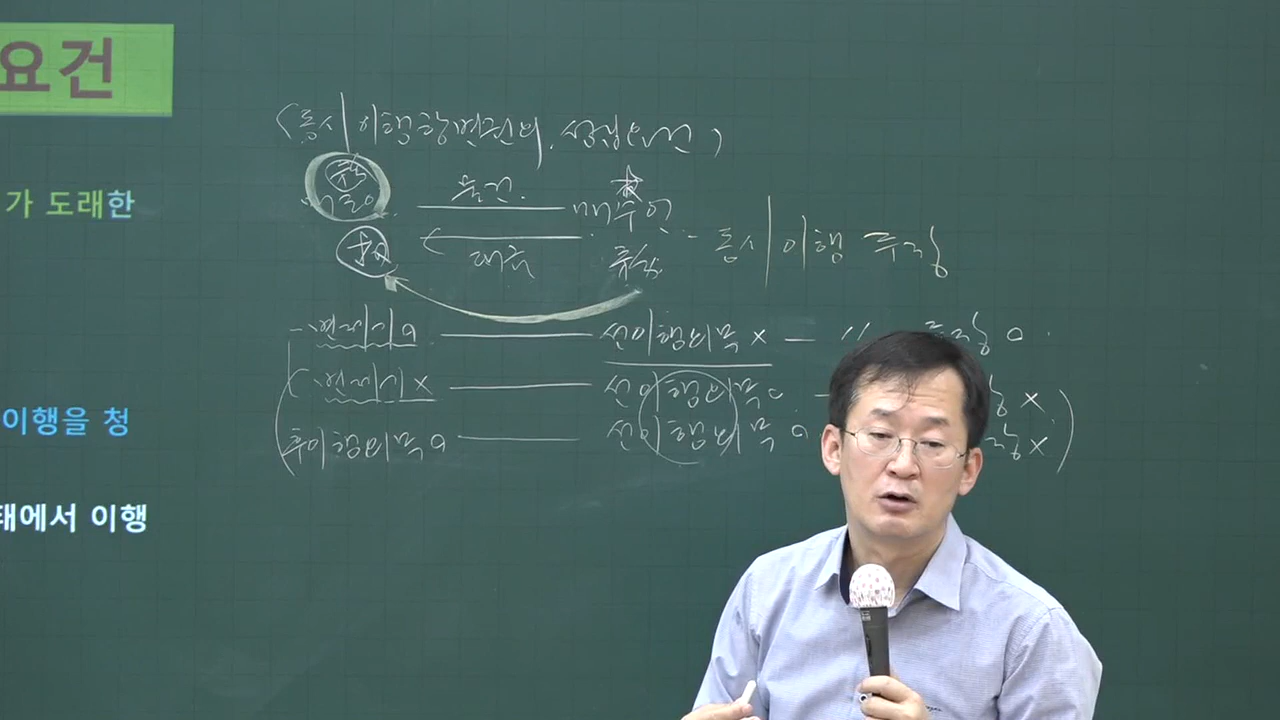 요건
가 도래한
이행을 청
태에서 이행
<동시이행항변권의 성립요건>
물건
매수인
대금
동시이행 주장
변제기 ㅇ 선이행의무 x - 〃 주장 ㅇ
변제기 x 선이행의무 ㅇ - 장 x
후이행의무 ㅇ 선이행의무 ㅇ 장 x